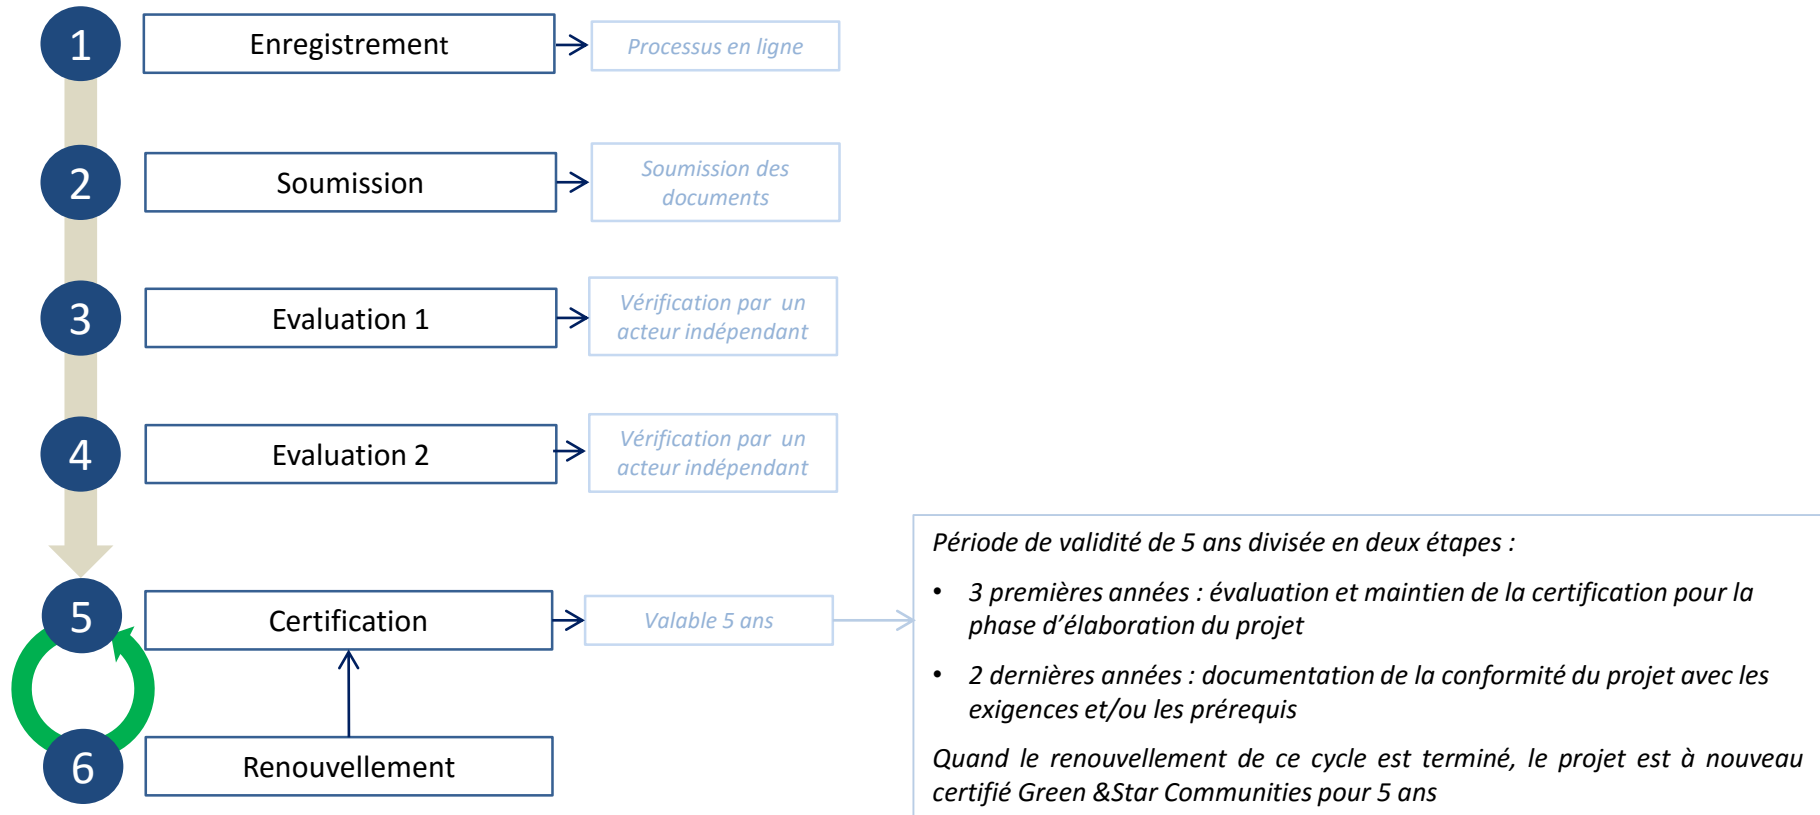 1
Enregistrement
Processus en ligne
2
Soumission
Soumission des
documents
3
Evaluation 1
Vérification par un
acteur indépendant
4
Evaluation 2
Vérification par un
acteur indépendant
5
Certification
Valable 5 ans
Période de validité de 5 ans divisée en deux étapes :
• 3 premières années : évaluation et maintien de la certification pour la
phase d’élaboration du projet
• 2 dernières années : documentation de la conformité du projet avec les
exigences et/ou les prérequis
Quand le renouvellement de ce cycle est terminé, le projet est à nouveau
certifié Green &Star Communities pour 5 ans
6
Renouvellement